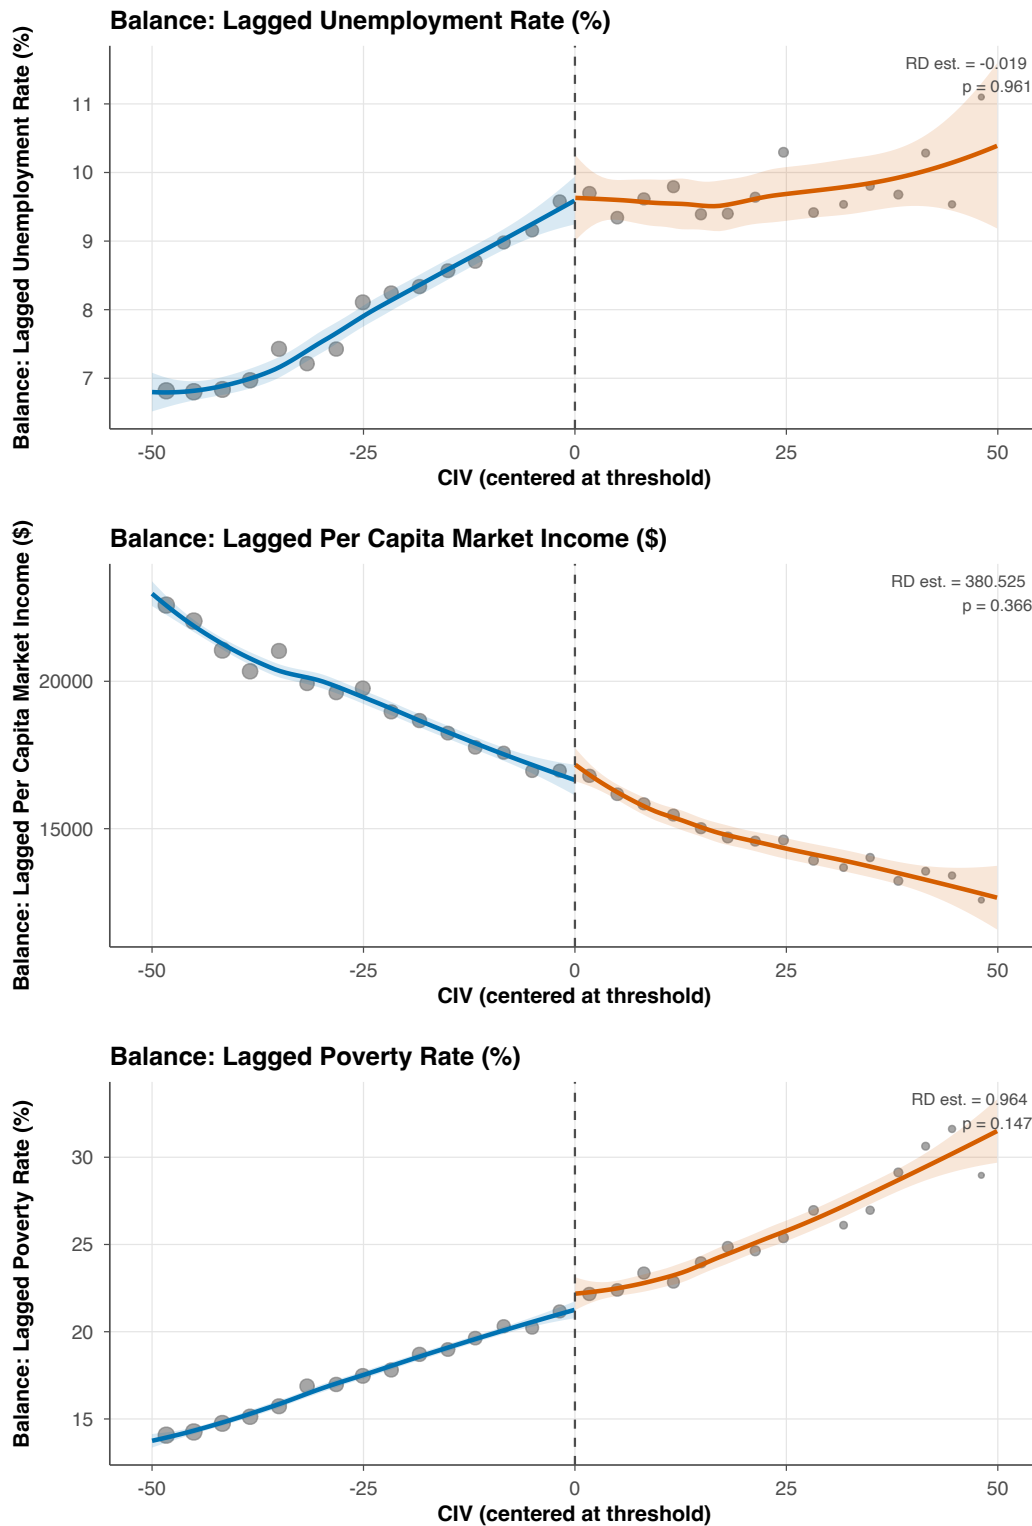 Balance: Lagged Unemployment Rate (%)
Balance: Lagged Unemployment Rate (%)
RD est. = -0.019
p = 0.961
11
10
9
8
7
-50 -25 0 25 50
CIV (centered at threshold)
Balance: Lagged Per Capita Market Income ($)
Balance: Lagged Per Capita Market Income ($)
RD est. = 380.525
p = 0.366
20000
15000
-50 -25 0 25 50
CIV (centered at threshold)
Balance: Lagged Poverty Rate (%)
Balance: Lagged Poverty Rate (%)
RD est. = 0.964
p = 0.147
30
25
20
15
-50 -25 0 25 50
CIV (centered at threshold)